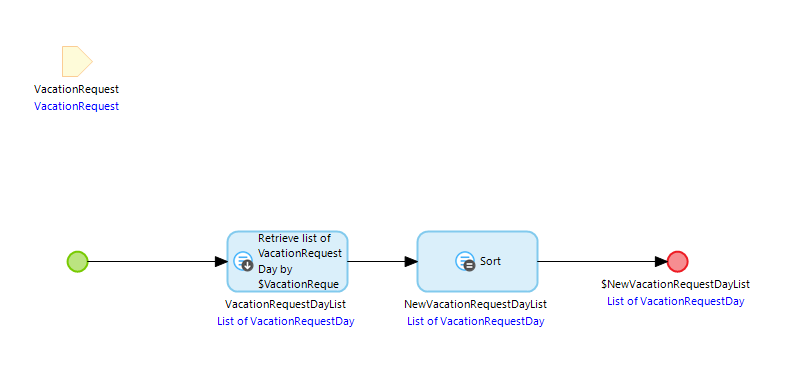 VacationRequest
VacationRequest
Retrieve list of
VacationRequest
Day by
$VacationReque
Sort
VacationRequestDayList
List of VacationRequestDay
NewVacationRequestDayList
List of VacationRequestDay
$NewVacationRequestDayList
List of VacationRequestDay